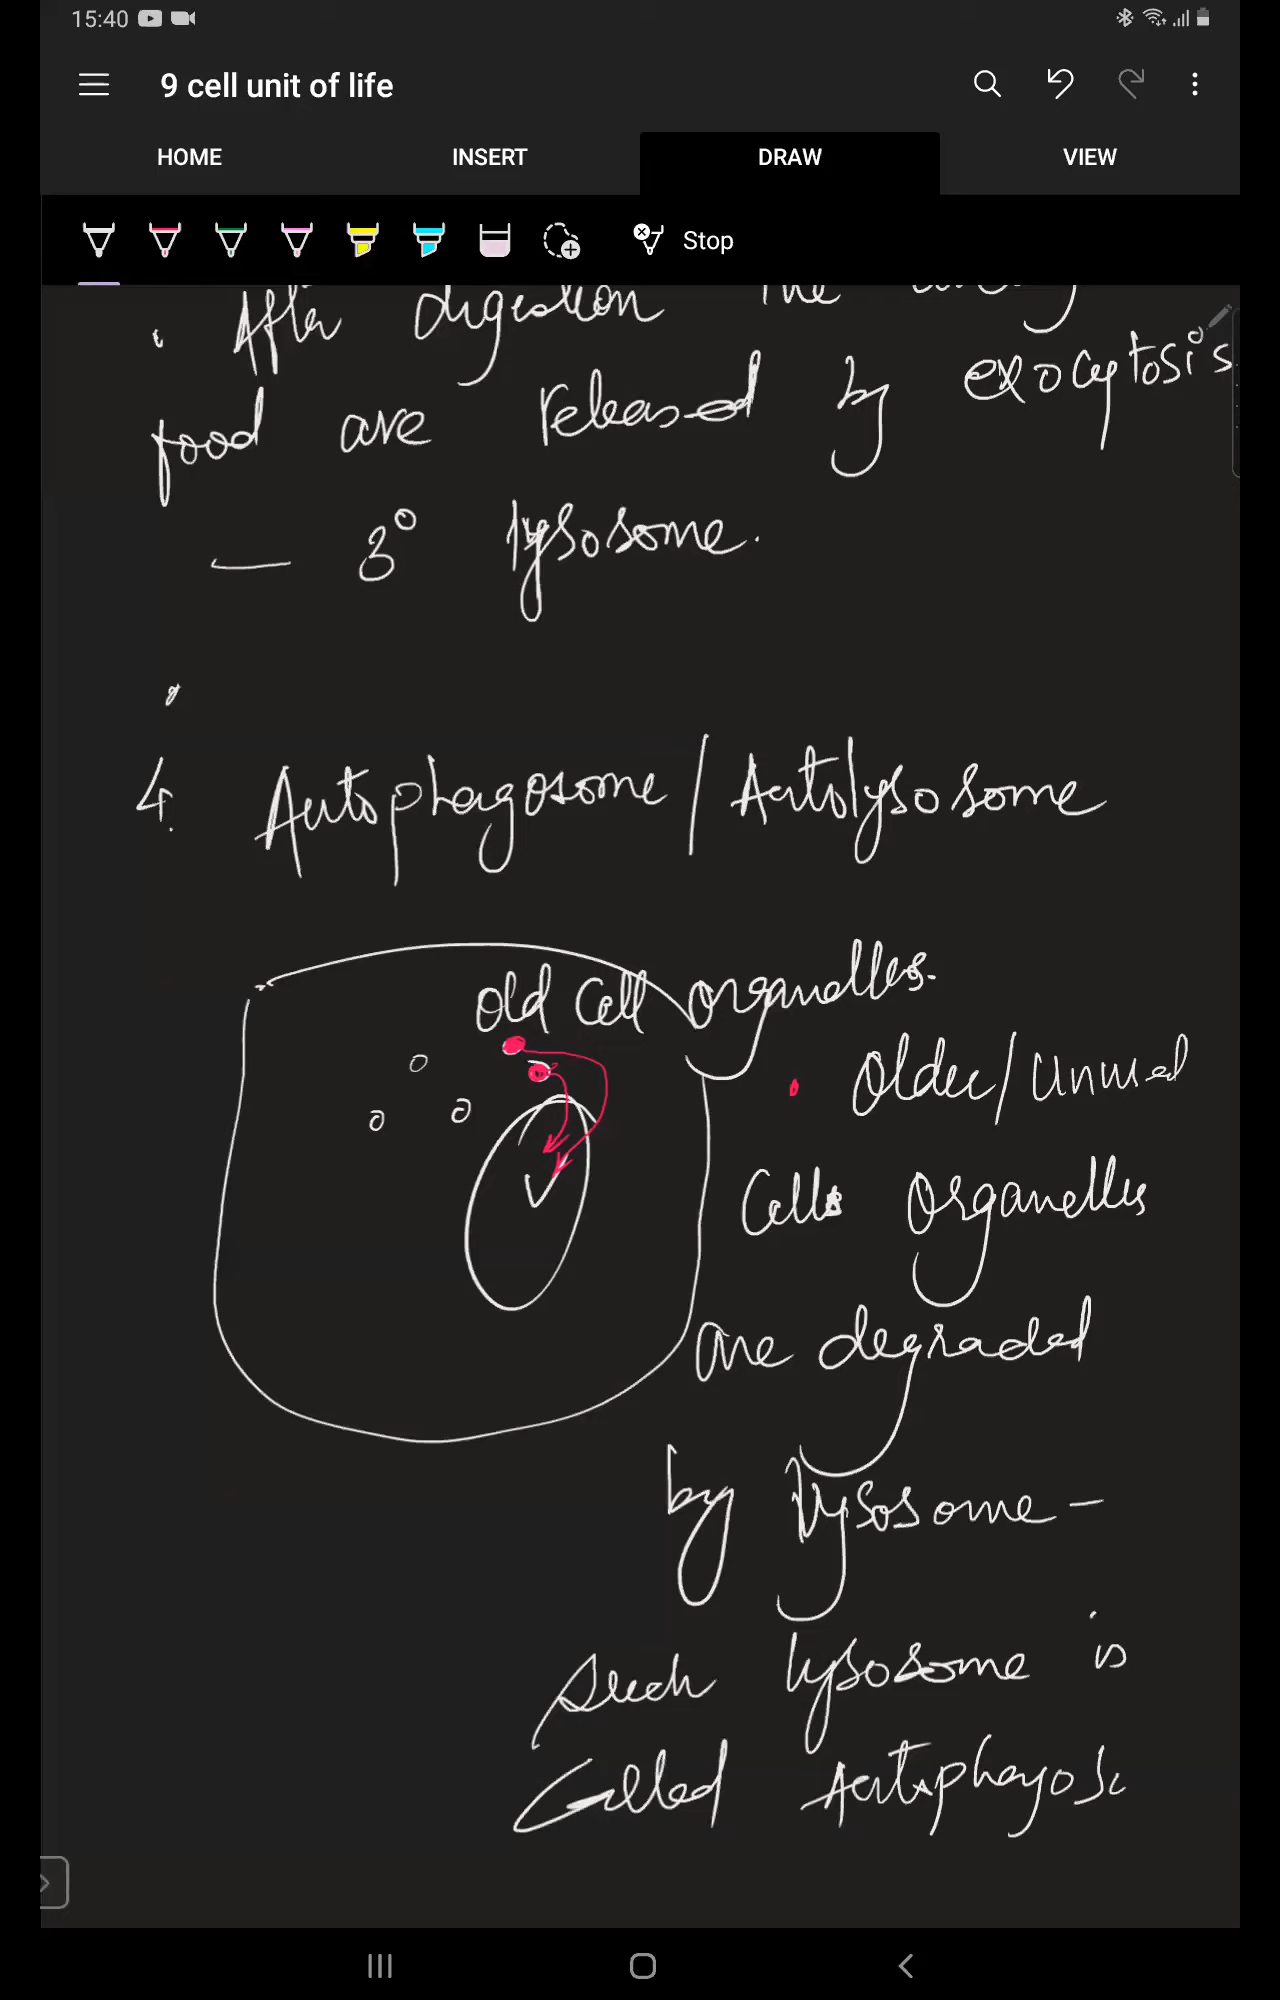 15:40
9 cell unit of life
HOME INSERT DRAW VIEW
Stop
. After digestion the
food are released by exocytosis
— 3° lysosome.
4. Autophagosome / Autolysosome
old cell organelles.
. Older/unused
Cells organelles
are degraded
by lysosome -
such lysosome is
called Autophagoso
V